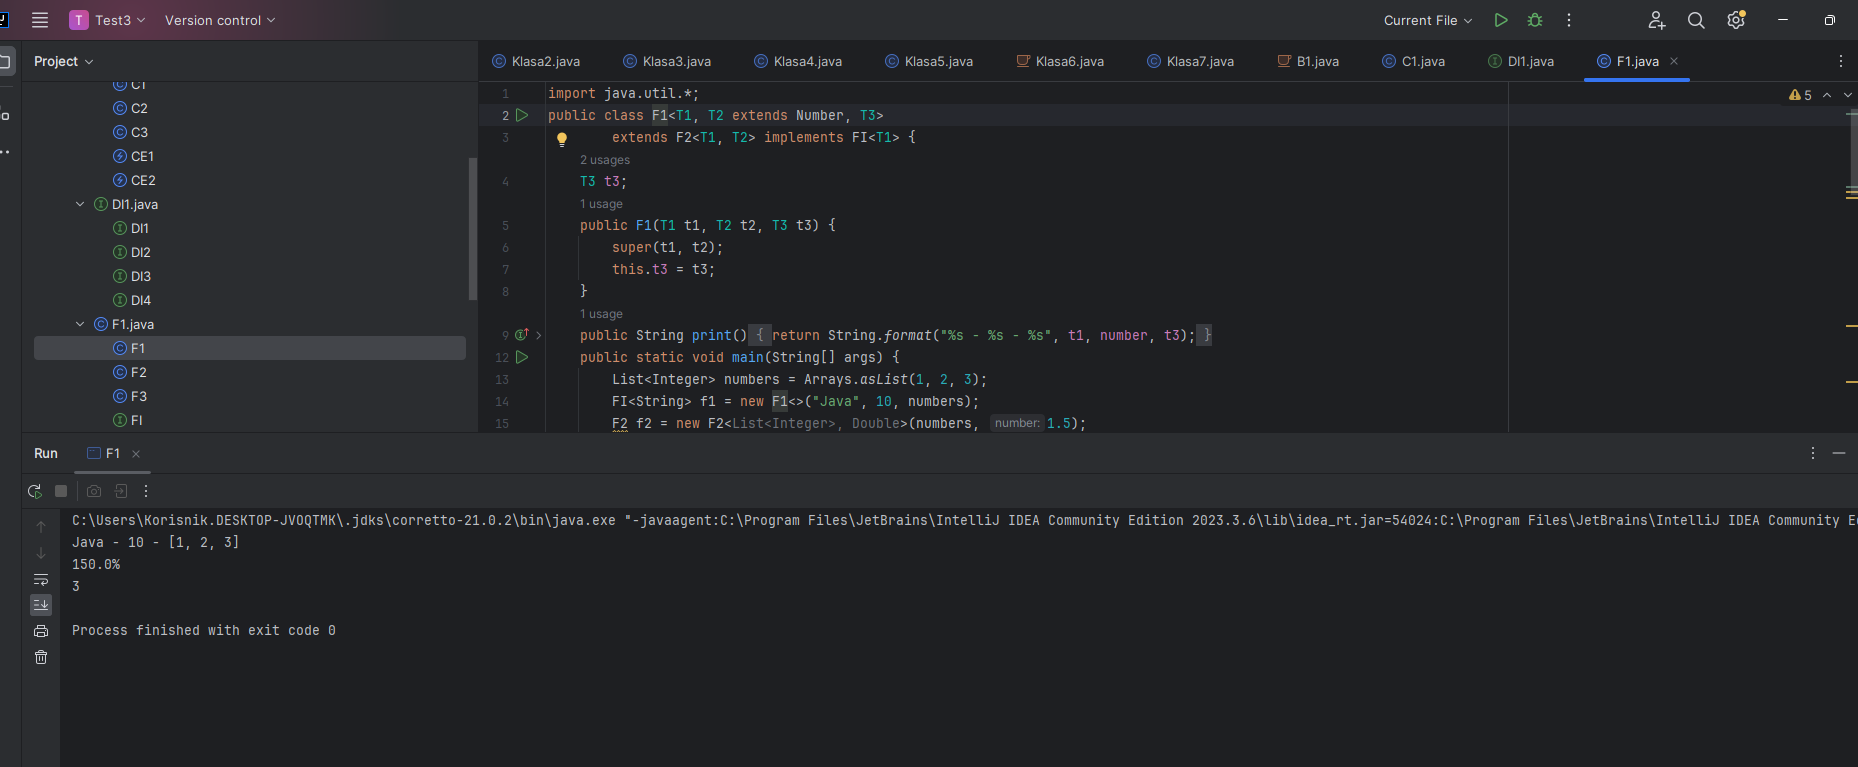 T Test3 Version control Current File
Project
C1
C2
C3
CE1
CE2
DI1.java
DI1
DI2
DI3
DI4
F1.java
F1
F2
F3
FI
Klasa2.java Klasa3.java Klasa4.java Klasa5.java Klasa6.java Klasa7.java B1.java C1.java DI1.java F1.java
5
1 import java.util.*;
2 public class F1<T1, T2 extends Number, T3>
3 extends F2<T1, T2> implements FI<T1> {
2 usages
4 T3 t3;
1 usage
5 public F1(T1 t1, T2 t2, T3 t3) {
6 super(t1, t2);
7 this.t3 = t3;
8 }
1 usage
9 public String print() { return String.format("%s - %s - %s", t1, number, t3); }
12 public static void main(String[] args) {
13 List<Integer> numbers = Arrays.asList(1, 2, 3);
14 FI<String> f1 = new F1<>("Java", 10, numbers);
15 F2 f2 = new F2<List<Integer>, Double>(numbers, number: 1.5);
Run F1
C:\Users\Korisnik.DESKTOP-JVOQTMK\.jdks\corretto-21.0.2\bin\java.exe "-javaagent:C:\Program Files\JetBrains\IntelliJ IDEA Community Edition 2023.3.6\lib\idea_rt.jar=54024:C:\Program Files\JetBrains\IntelliJ IDEA Community
Java - 10 - [1, 2, 3]
150.0%
3
Process finished with exit code 0